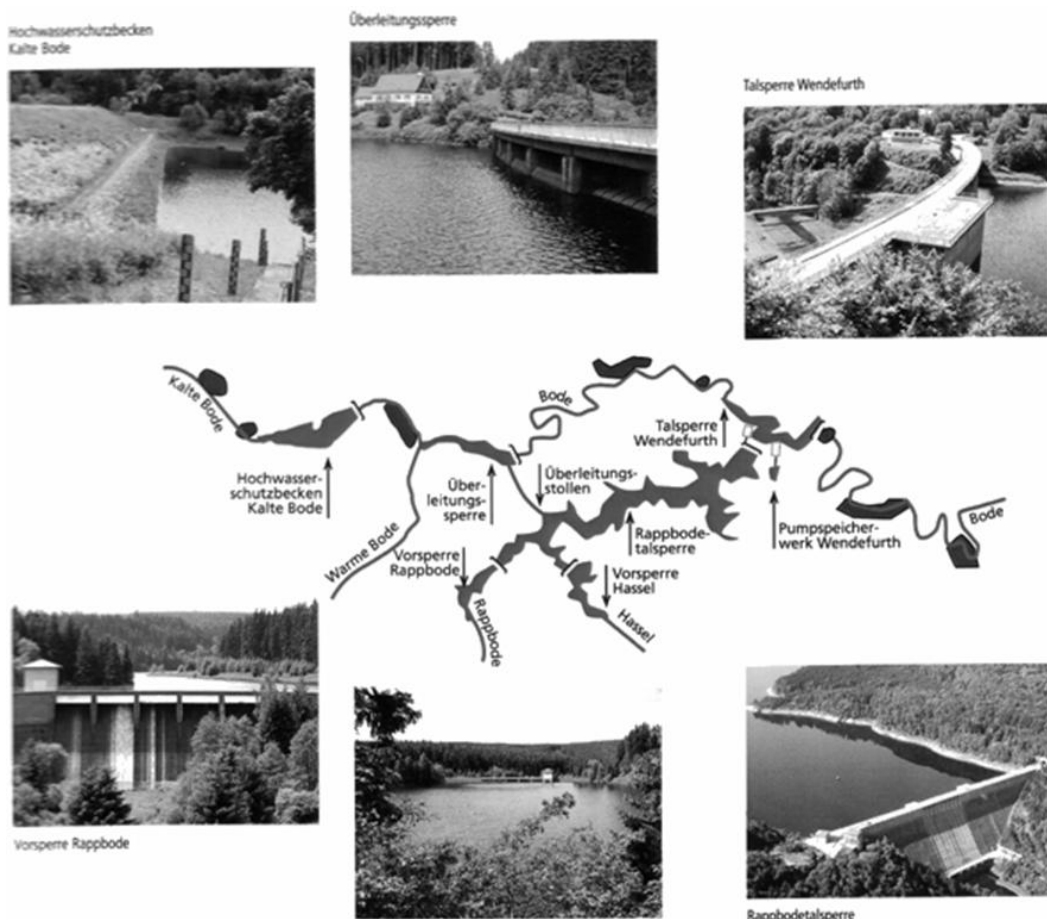 Hochwasserschutzbecken
Kalte Bode
Überleitungssperre
Talsperre Wendefurth
Kalte Bode
Bode
Talsperre
Wendefurth
Hochwasser-
schutzbecken
Kalte Bode
Über-
leitungs-
sperre
Überleitungs-
stollen
Warme Bode
Vorsperre
Rappbode
Rappbode-
talsperre
Pumpspeicher-
werk Wendefurth
Bode
Vorsperre
Hassel
Rappbode
Hassel
Vorsperre Rappbode
Rappbodetalsperre